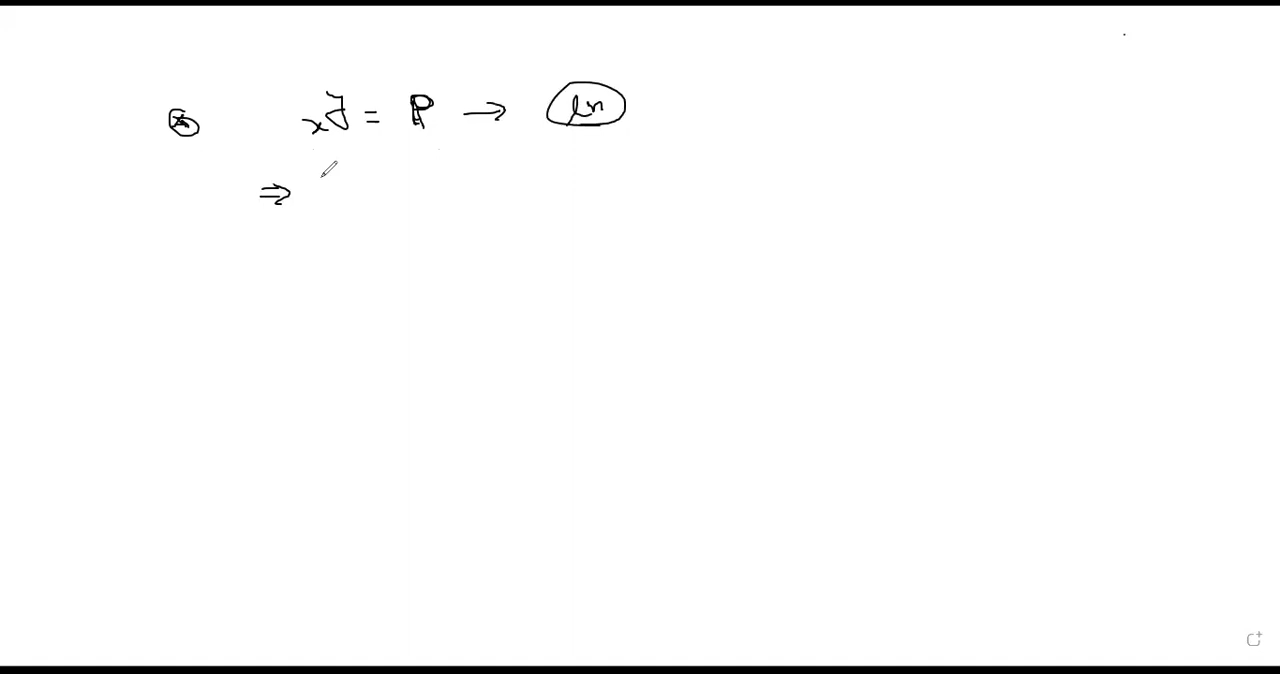 x^y = P → ln
⇒